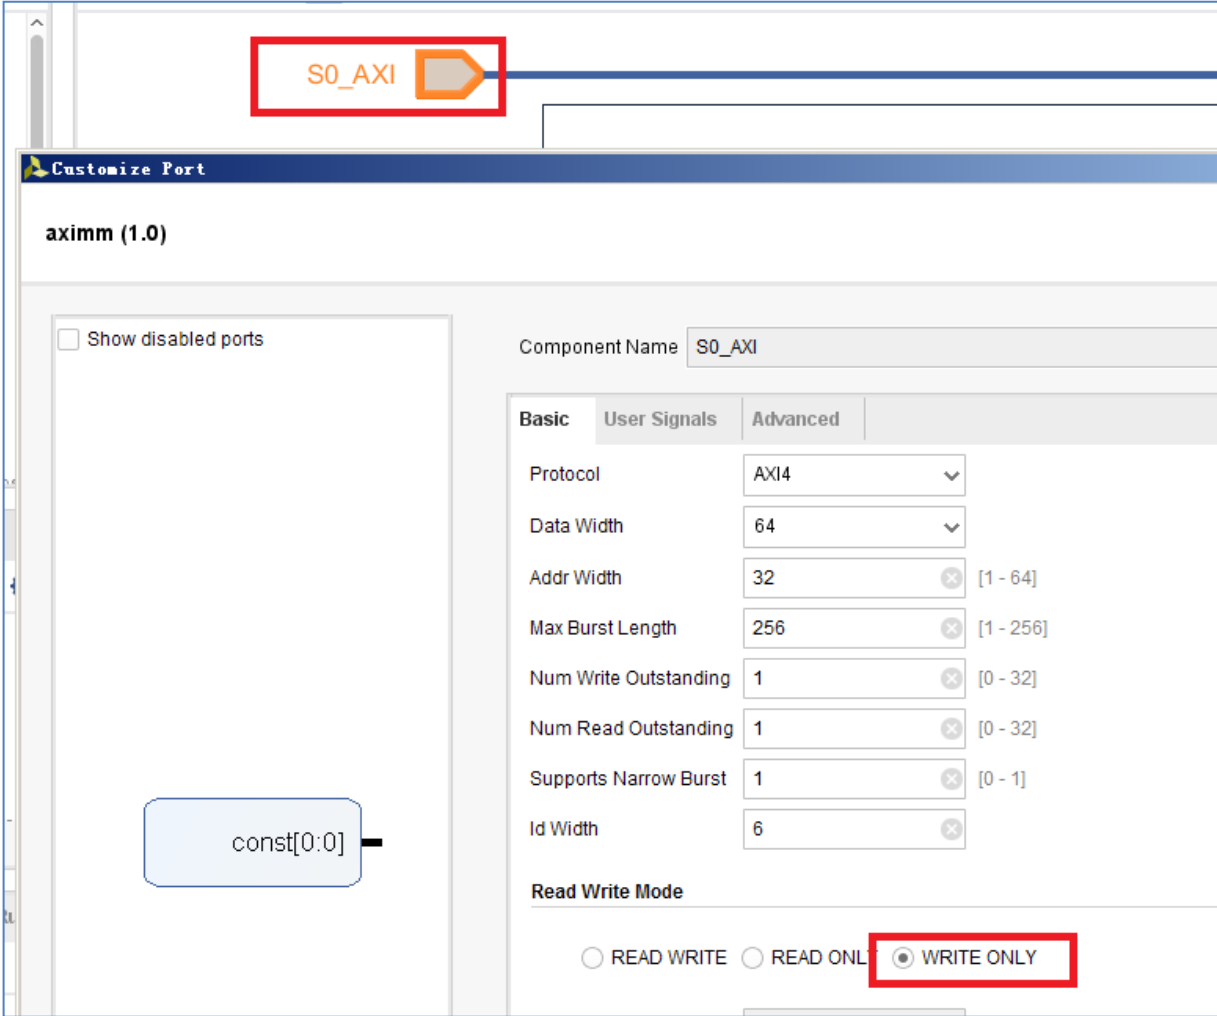 S0_AXI
Customize Port
aximm (1.0)
Show disabled ports
Component Name S0_AXI
Basic User Signals Advanced
Protocol AXI4
Data Width 64
Addr Width 32 [1 - 64]
Max Burst Length 256 [1 - 256]
Num Write Outstanding 1 [0 - 32]
Num Read Outstanding 1 [0 - 32]
Supports Narrow Burst 1 [0 - 1]
const[0:0]
Id Width 6
Read Write Mode
READ WRITE READ ONLY WRITE ONLY